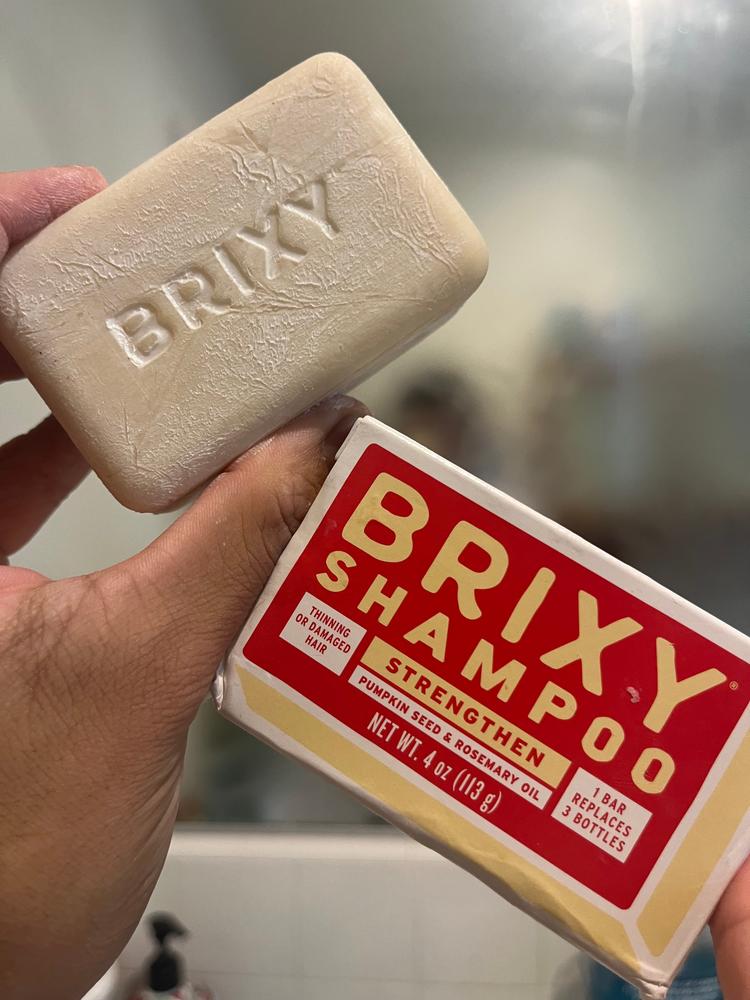 BRIXY
BRIXY®
SHAMPOO
THINNING
OR DAMAGED
HAIR
STRENGTHEN
PUMPKIN SEED & ROSEMARY OIL
NET WT. 4 oz (113 g)
1 BAR
REPLACES
3 BOTTLES